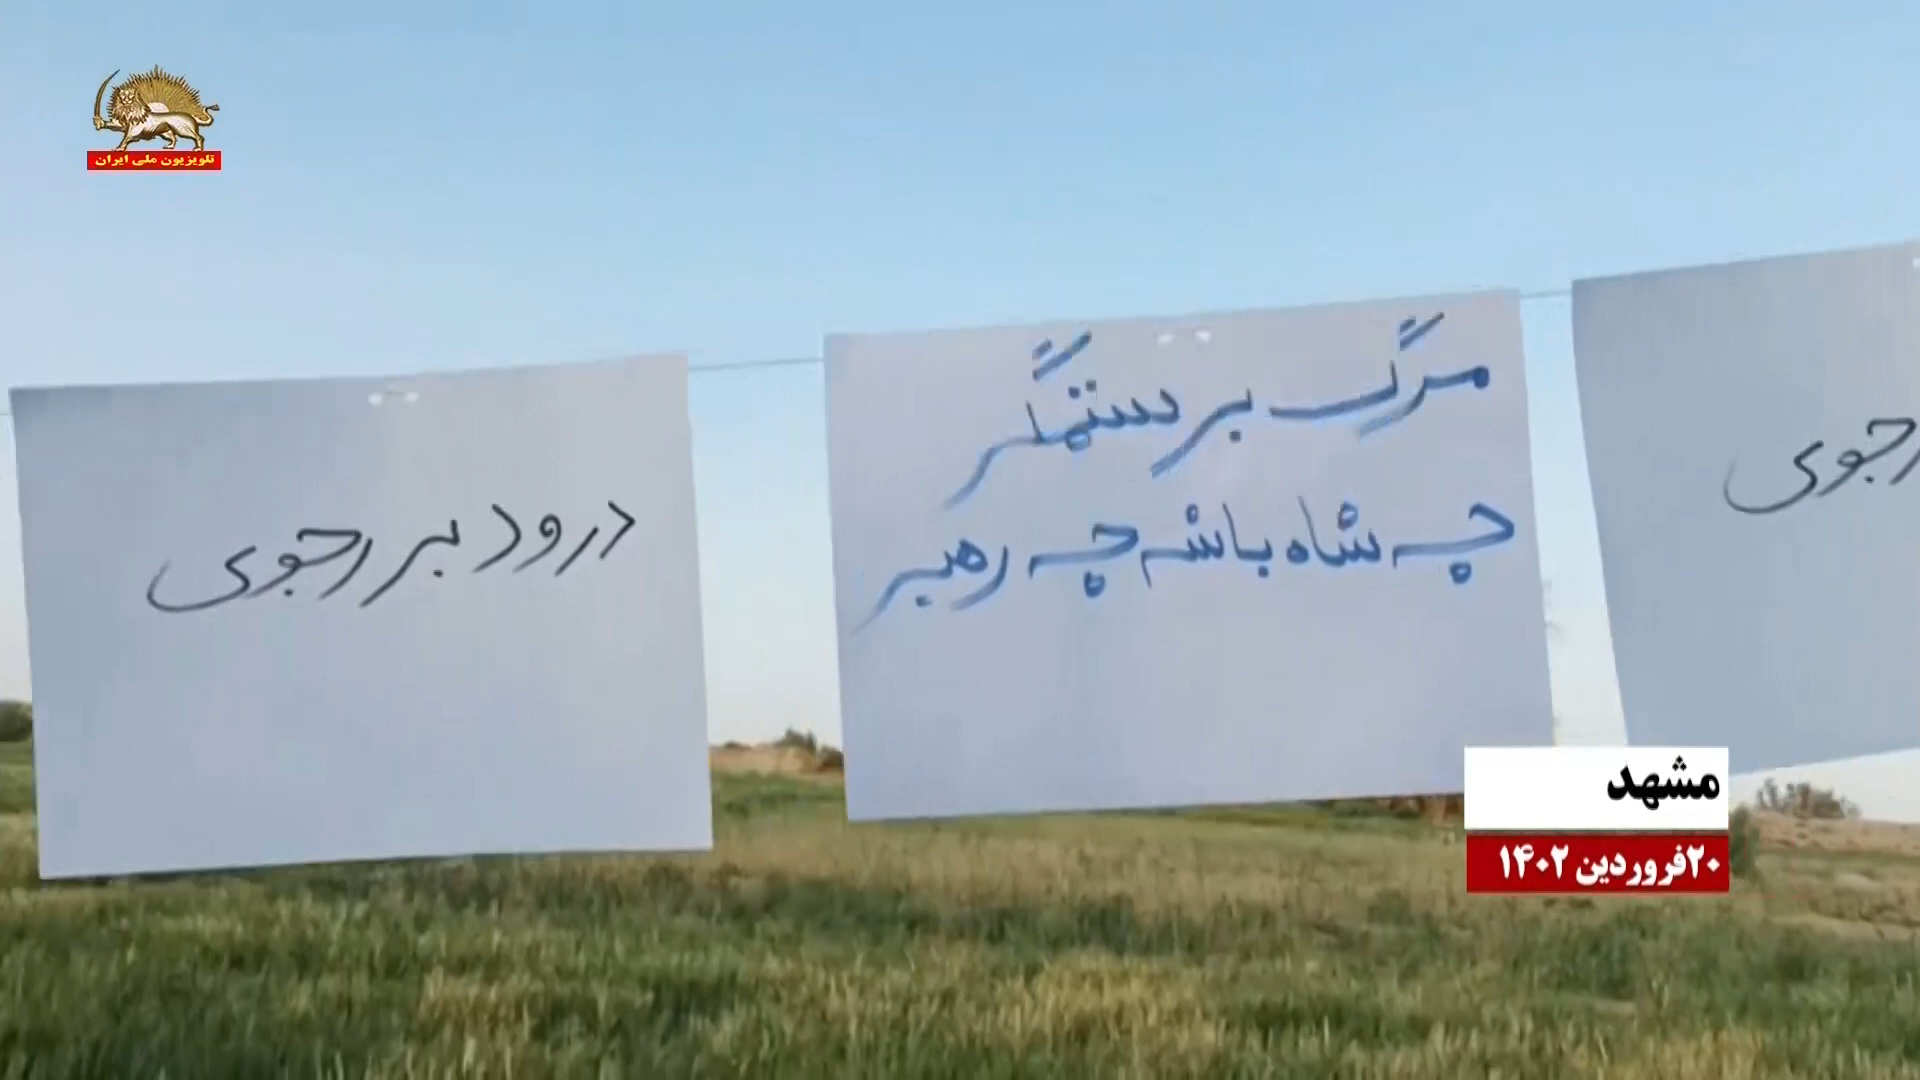 تلویزیون ملی ایران
درود بر رجوی
مرگ بر ستمگر
چه شاه باشه چه رهبر
رجوی
مشهد
۲۰فروردین ۱۴۰۲